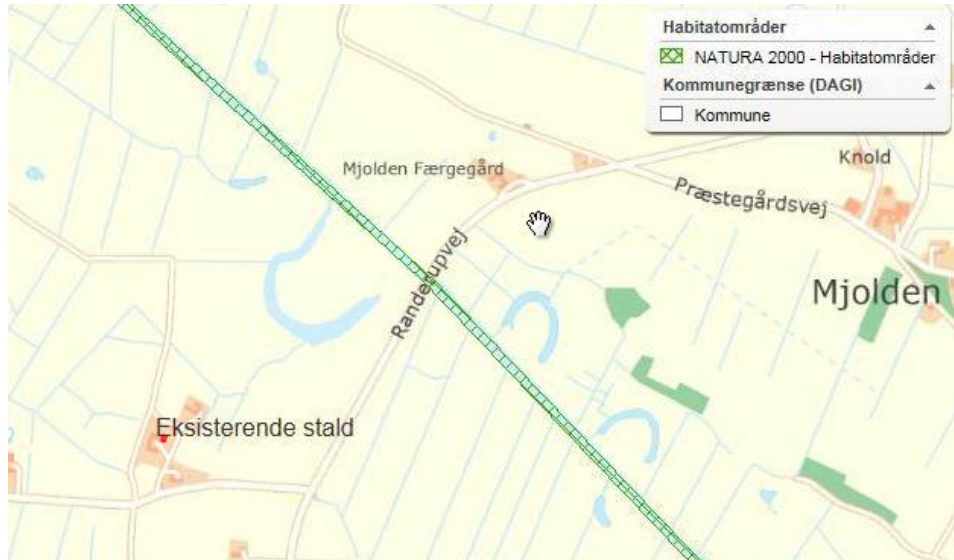 Habitatområder
NATURA 2000 - Habitatområder
Kommunegrænse (DAGI)
Kommune
Knold
Mjolden Færgegård
Præstegårdsvej
Randerupvej
Mjolden
Eksisterende stald